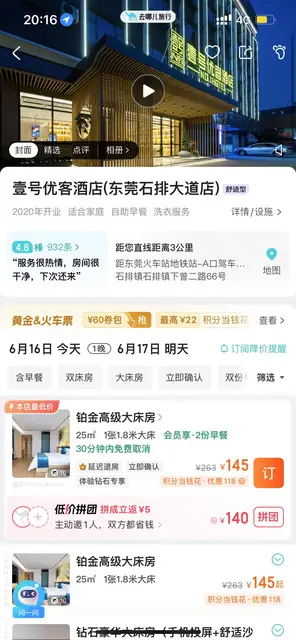 20:16
去哪儿旅行
4G
壹号优客酒店
封面
精选
点评
相册 >
壹号优客酒店(东莞石排大道店) 舒适型
2020年开业 适合家庭 自助早餐 洗衣服务 详情/设施 >
4.8 棒 932条 >
“服务很热情，房间很
干净，下次还来”
距您直线距离3公里
距东莞火车站地铁站-A口驾车...
石排镇石排镇下曾二路66号
地图
黄金&火车票 ¥60券包 抢 最高¥22 积分当钱花 查看 >
6月16日 今天 1晚 6月17日 明天 订阅降价提醒
含早餐 双床房 大床房 立即确认 双份 筛选
本店最低价
铂金高级大床房 >
25㎡ 1张1.8米大床 会员享·2份早餐
30分钟内免费取消
延迟退房 立即确认
体验钻石专享
10
¥263 ¥145
积分当钱花·优惠118
订
低价拼团 拼成立返¥5
主动邀1人，双方都省钱 >
¥140 拼团
铂金高级大床房
25㎡ 1张1.8米大床
10
¥263 ¥145起
积分当钱花·优惠118
问一问
钻石豪华大床房（手机投屏+舒适沙